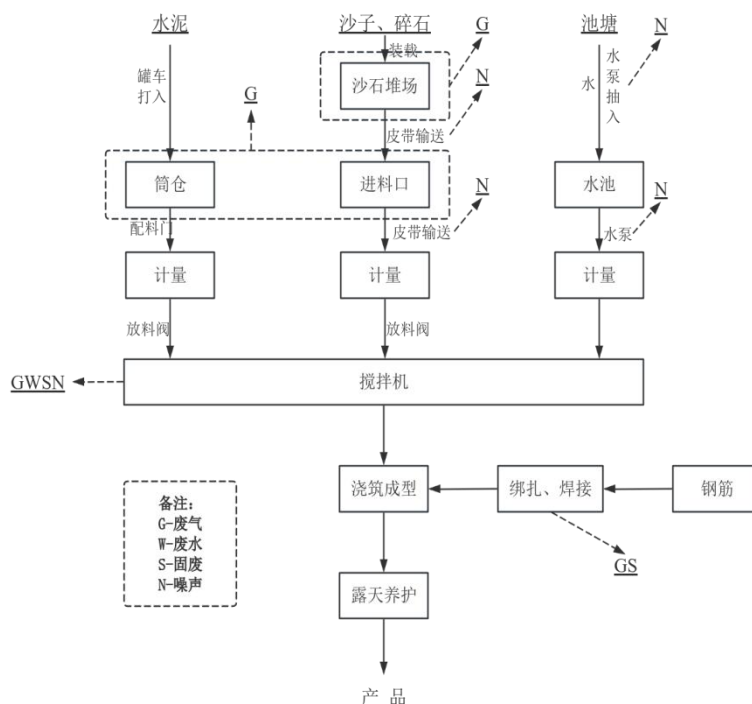 水泥
沙子、碎石
池塘
G
N
装载
罐车
打入
沙石堆场
N
水
水泵抽入
G
皮带输送
筒仓
进料口
水池
N
N
配料门
皮带输送
水泵
计量
计量
计量
放料阀
放料阀
GWSN
搅拌机
浇筑成型
绑扎、焊接
钢筋
备注：
G-废气
W-废水
S-固废
N-噪声
GS
露天养护
产 品